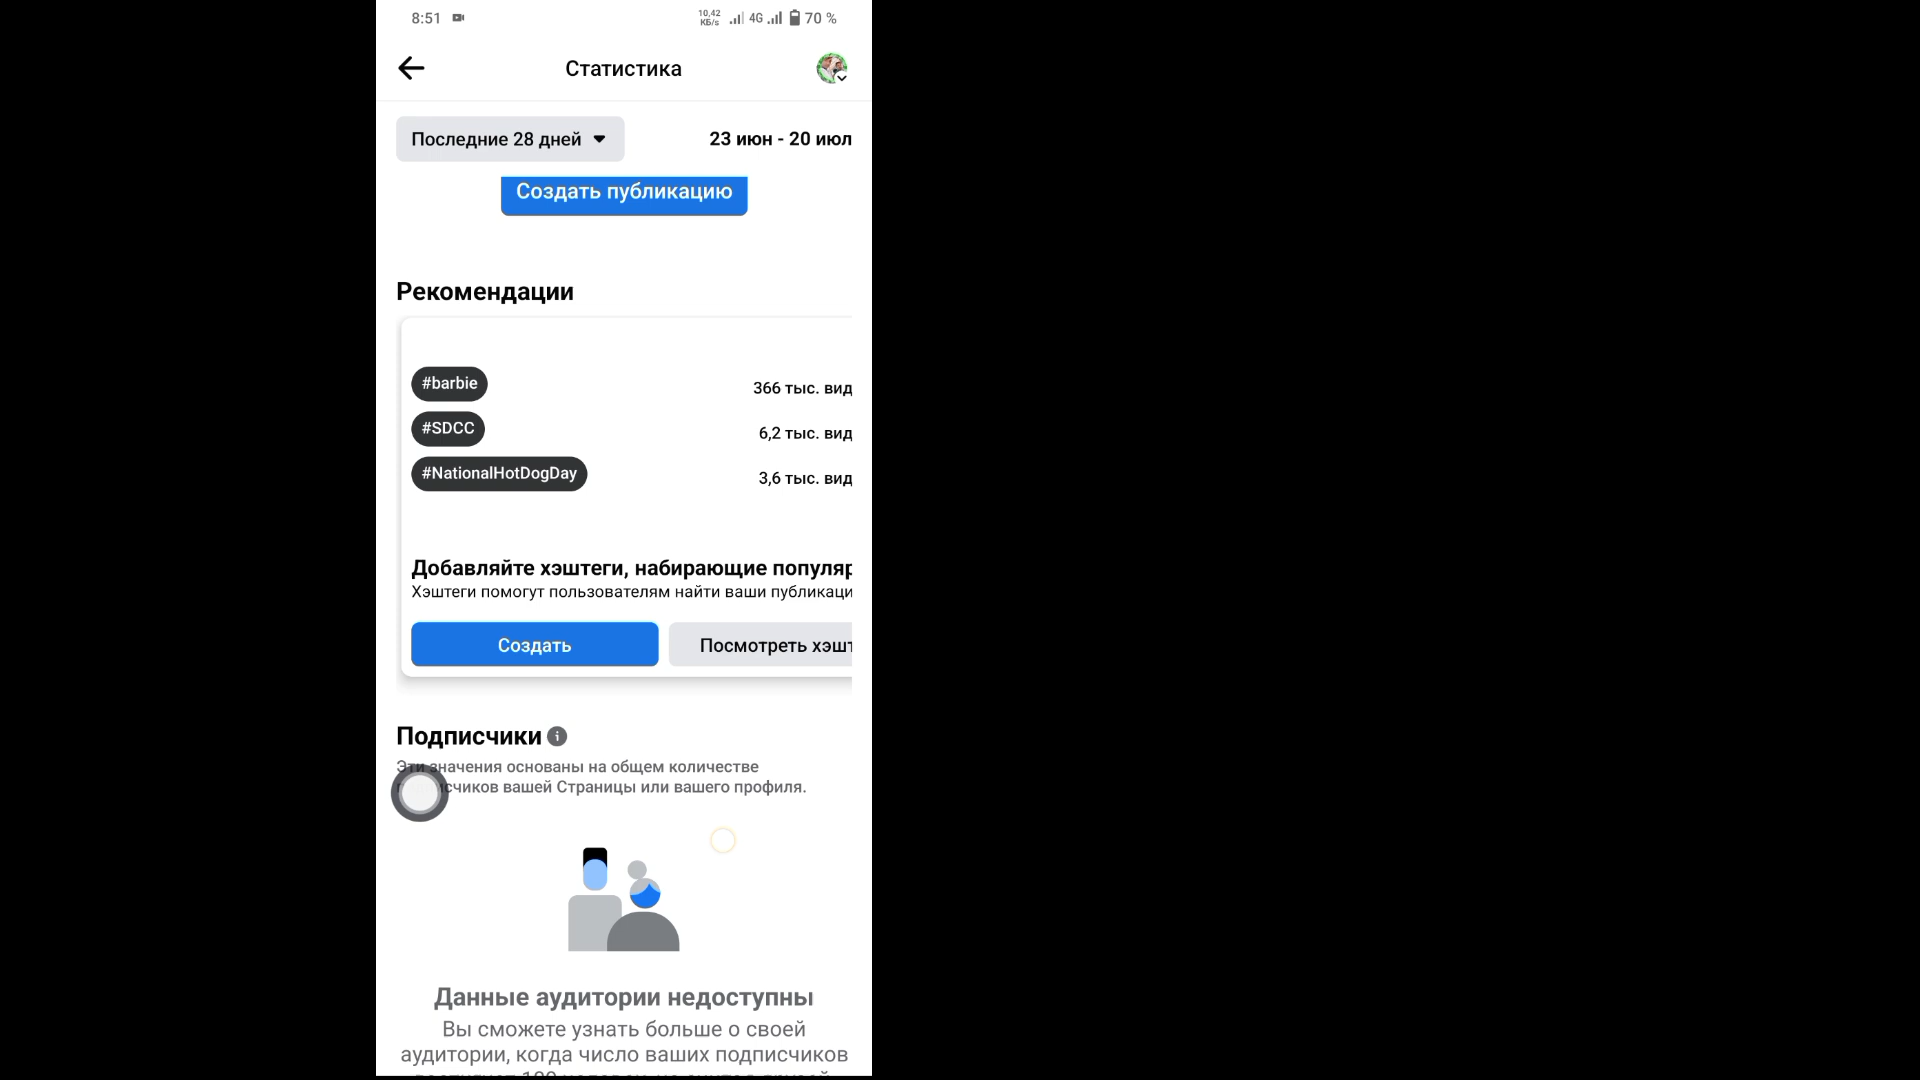 8:51
10,42
КБ/s
4G
70 %
Статистика
Последние 28 дней
23 июн - 20 июл
Создать публикацию
Рекомендации
#barbie
366 тыс. вид
#SDCC
6,2 тыс. вид
#NationalHotDogDay
3,6 тыс. вид
Добавляйте хэштеги, набирающие популяр
Хэштеги помогут пользователям найти ваши публикаци
Создать
Посмотреть хэшт
Подписчики
Эти значения основаны на общем количестве
счиков вашей Страницы или вашего профиля.
Данные аудитории недоступны
Вы сможете узнать больше о своей
аудитории, когда число ваших подписчиков